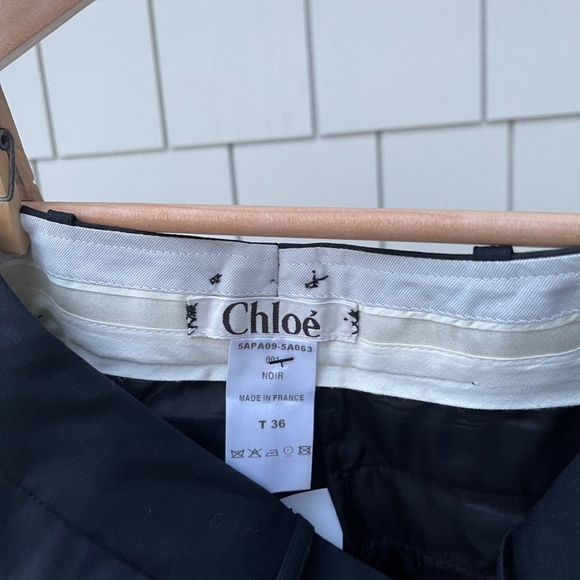 Chloé
5APA09-5A063
001
NOIR
MADE IN FRANCE
T 36